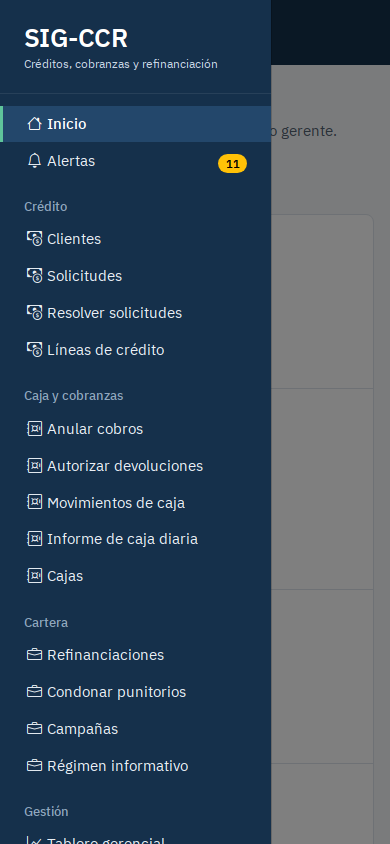 SIG-CCR
Créditos, cobranzas y refinanciación
Inicio
o gerente.
Alertas
11
Crédito
Clientes
Solicitudes
Resolver solicitudes
Líneas de crédito
Caja y cobranzas
Anular cobros
Autorizar devoluciones
Movimientos de caja
Informe de caja diaria
Cajas
Cartera
Refinanciaciones
Condonar punitorios
Campañas
Régimen informativo
Gestión
Tablero gerencial